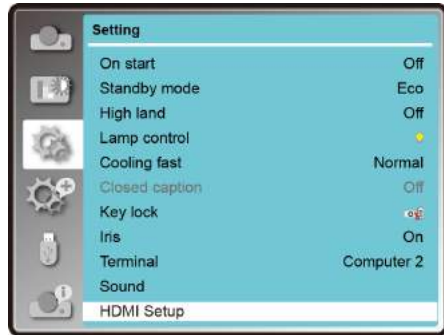 Setting
On start Off
Standby mode Eco
High land Off
Lamp control
Cooling fast Normal
Closed caption Off
Key lock
Iris On
Terminal Computer 2
Sound
HDMI Setup